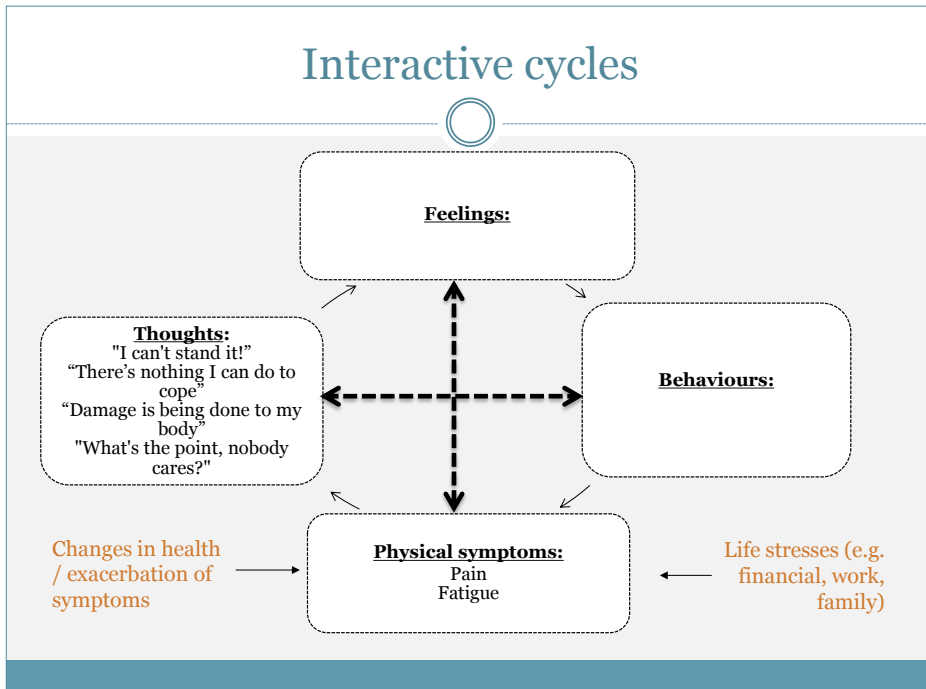 Interactive cycles
Feelings:
Thoughts:
"I can't stand it!”
“There’s nothing I can do to
cope”
“Damage is being done to my
body”
"What's the point, nobody
cares?"
Behaviours:
Changes in health
/ exacerbation of
symptoms
Physical symptoms:
Pain
Fatigue
Life stresses (e.g.
financial, work,
family)